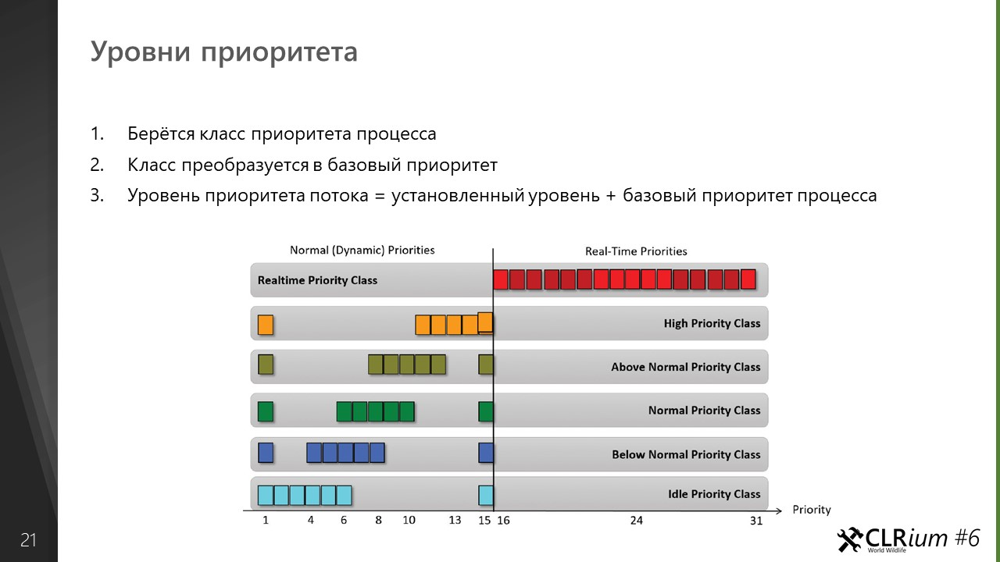 Уровни приоритета
1. Берётся класс приоритета процесса
2. Класс преобразуется в базовый приоритет
3. Уровень приоритета потока = установленный уровень + базовый приоритет процесса
Normal (Dynamic) Priorities
Real-Time Priorities
Realtime Priority Class
High Priority Class
Above Normal Priority Class
Normal Priority Class
Below Normal Priority Class
Idle Priority Class
1 4 6 8 10 13 15 16 24 31
Priority
21
CLRium #6
World Wildlife